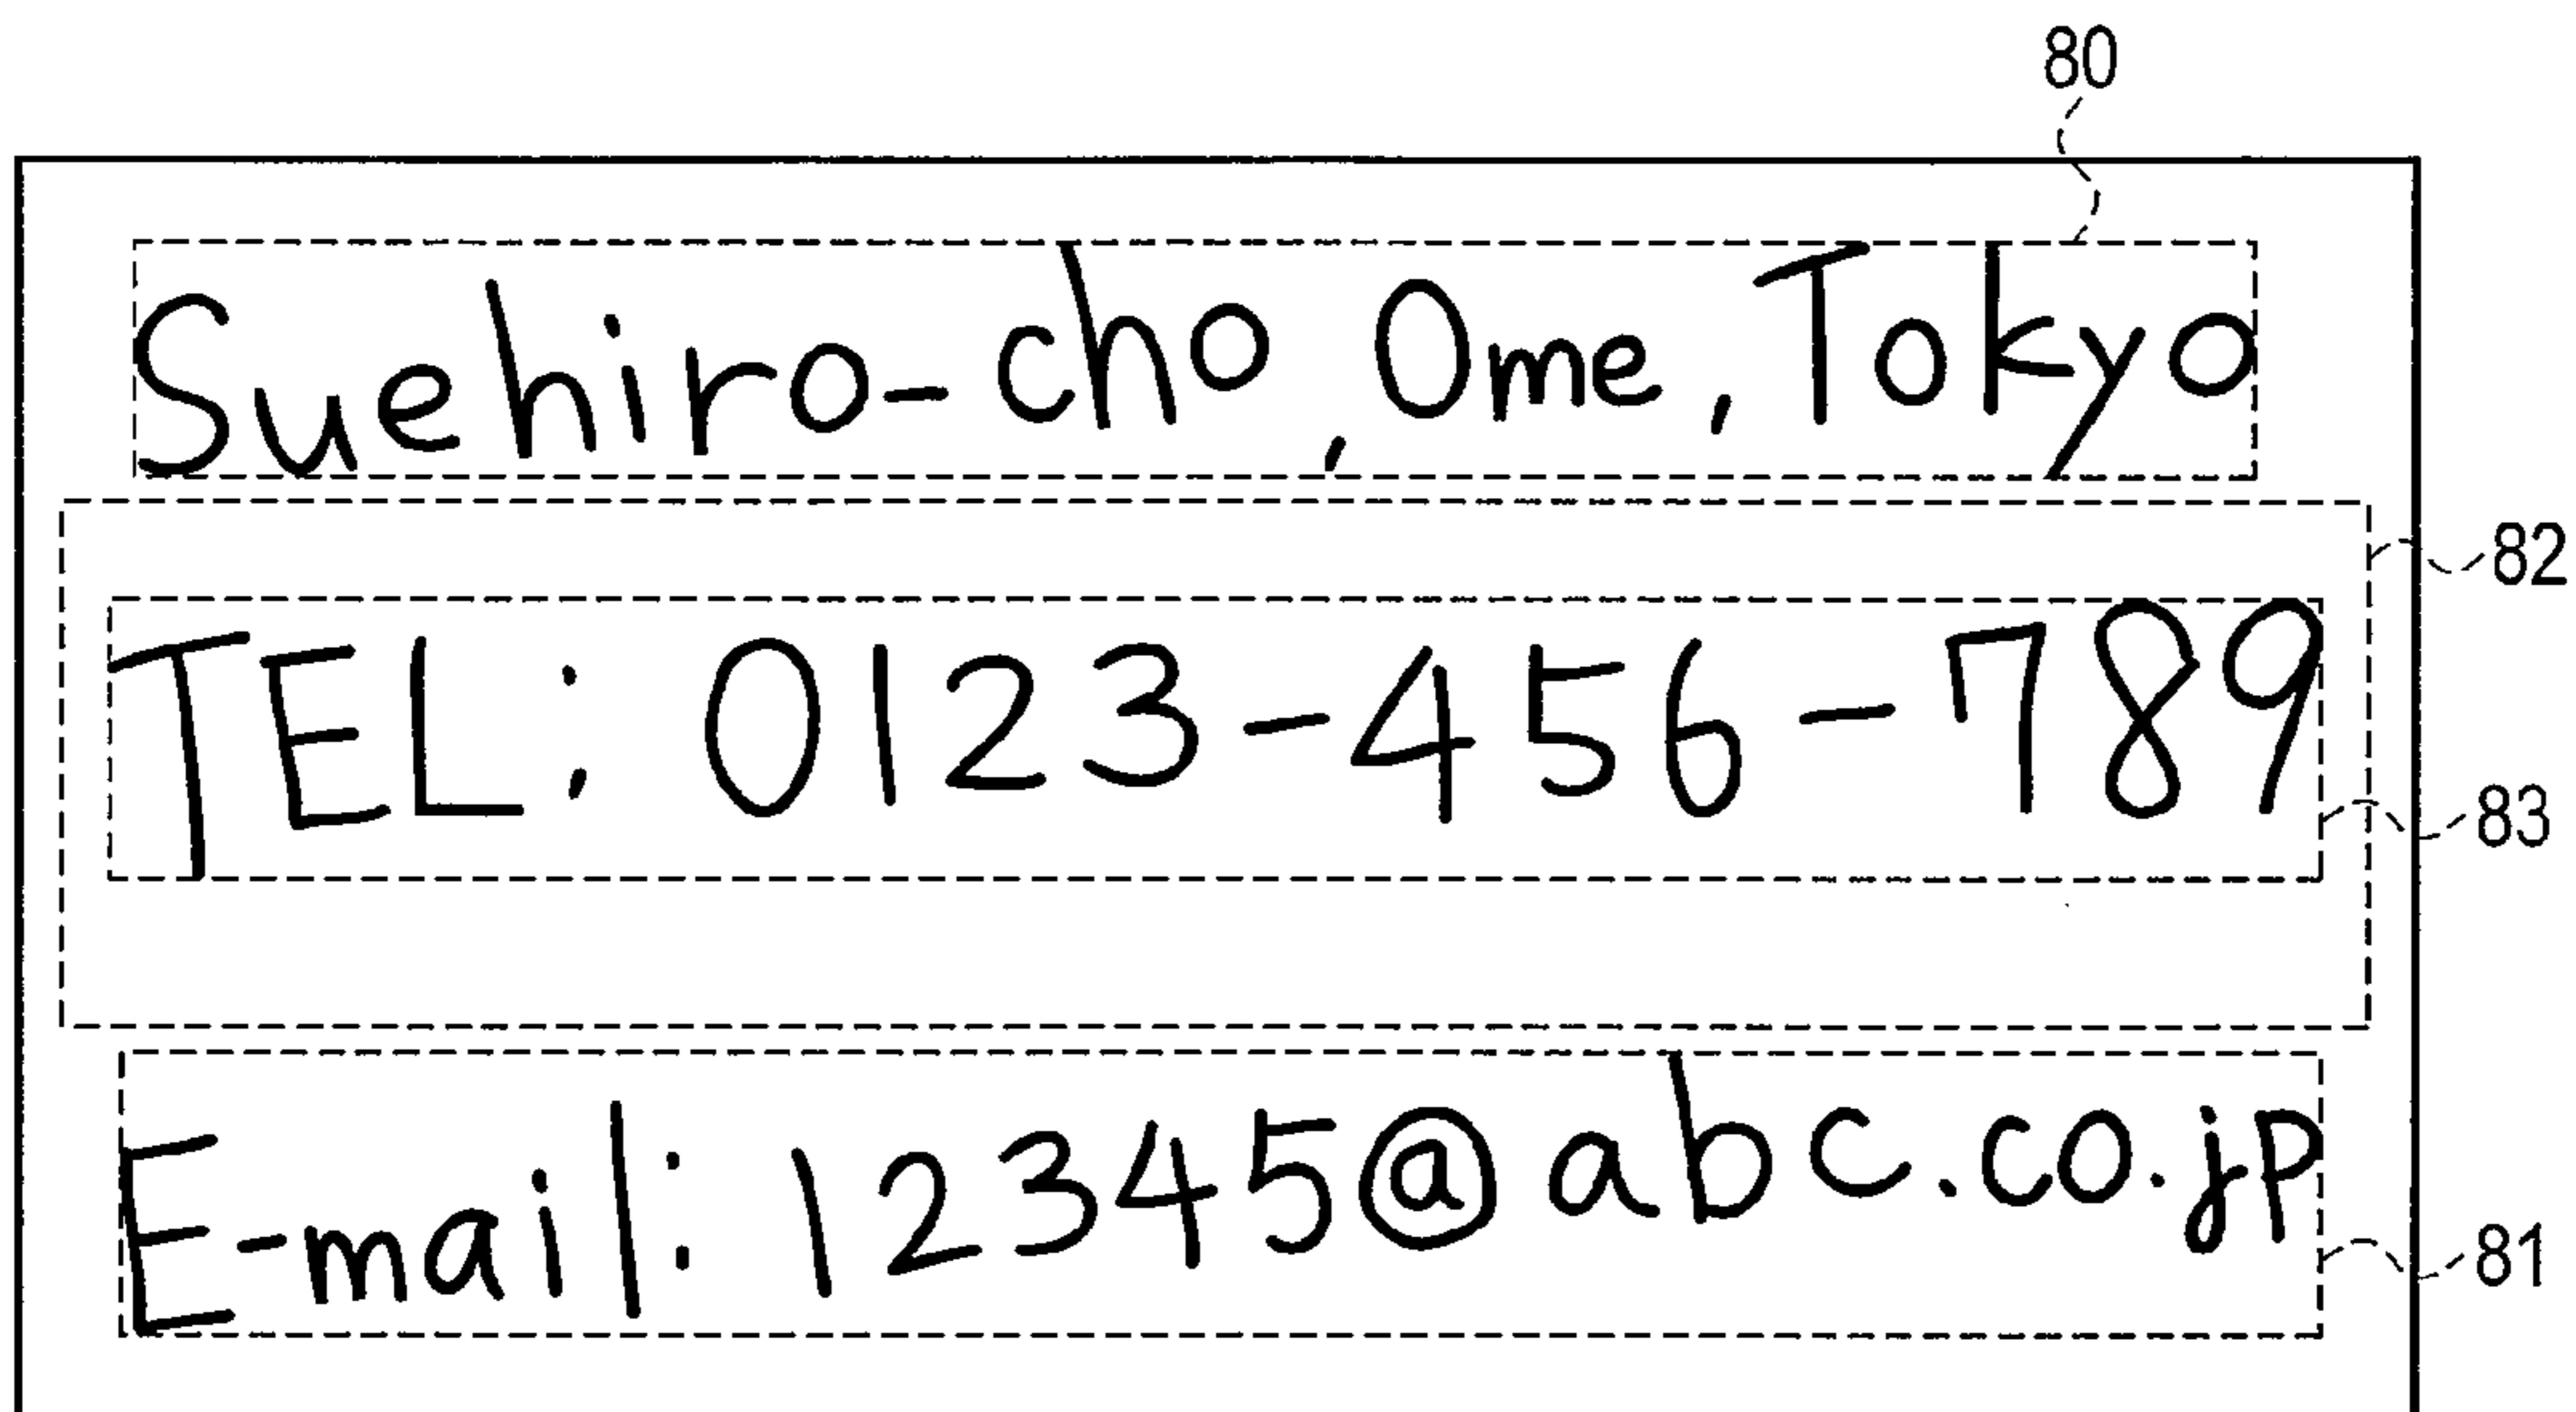 80
Suehiro-cho, Ome, Tokyo
82
TEL: 0123-456-789
83
E-mail: 12345@abc.co.jp
81